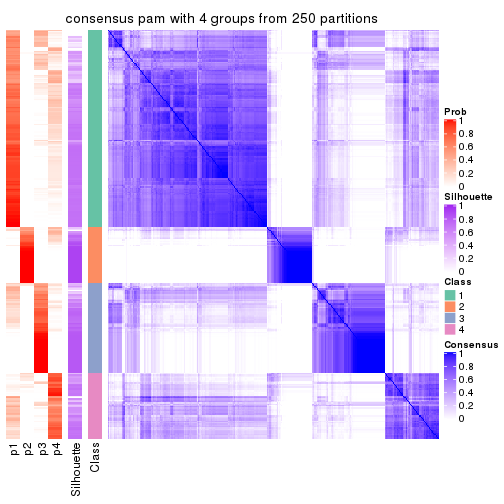 consensus pam with 4 groups from 250 partitions
Prob
1
0.8
0.6
0.4
0.2
0
Silhouette
1
0.8
0.6
0.4
0.2
0
Class
1
2
3
4
Consensus
1
0.8
0.6
0.4
0.2
0
p1
p2
p3
p4
Silhouette
Class